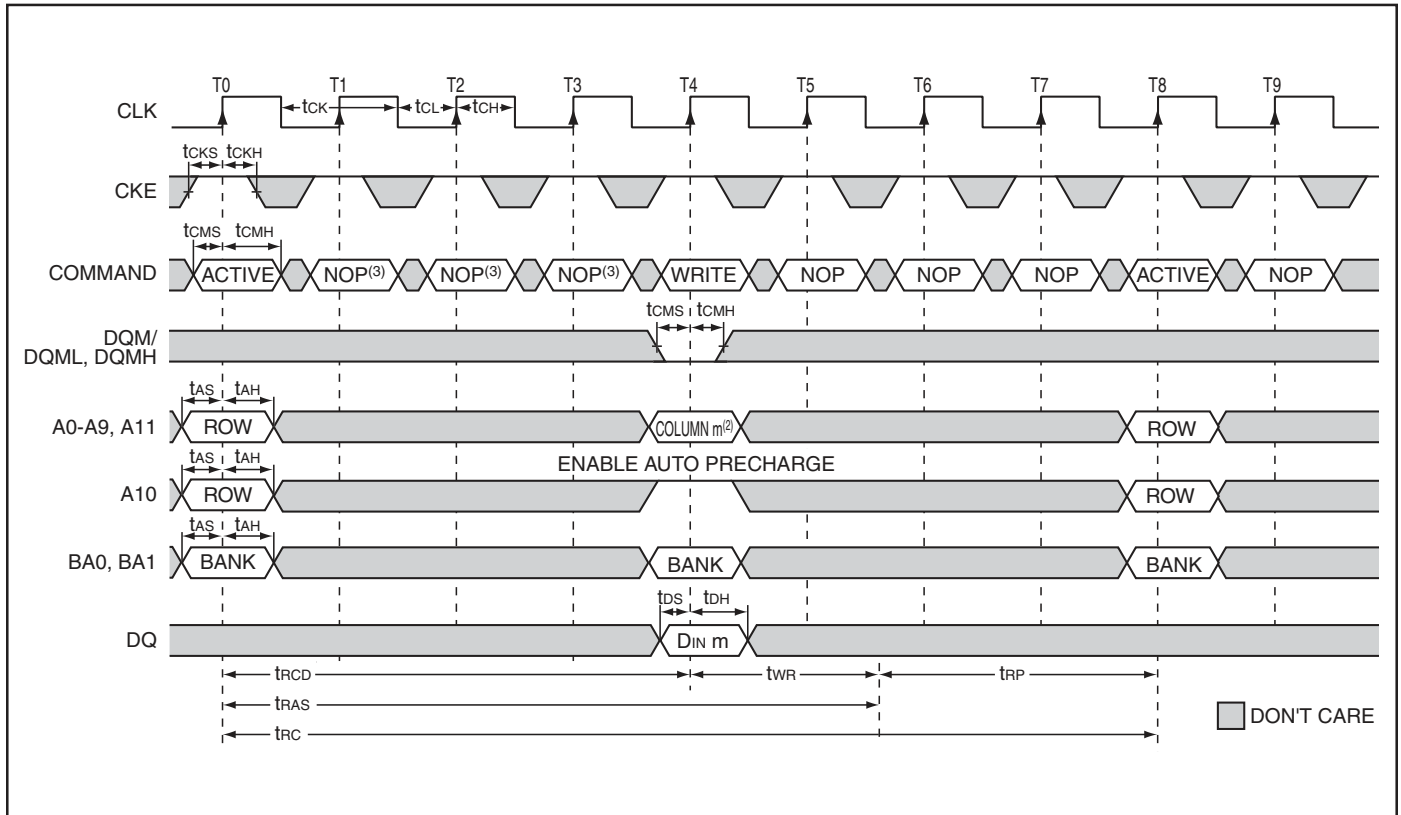 T0 T1 T2 T3 T4 T5 T6 T7 T8 T9
CLK
tCK tCL tCH
tCKS tCKH
CKE
tCMS tCMH
COMMAND ACTIVE NOP(3) NOP(3) NOP(3) WRITE NOP NOP NOP ACTIVE NOP
tCMS tCMH
DQM/
DQML, DQMH
tAS tAH
A0-A9, A11 ROW COLUMN m(2) ROW
tAS tAH ENABLE AUTO PRECHARGE
A10 ROW ROW
tAS tAH
BA0, BA1 BANK BANK BANK
tDS tDH
DQ DIN m
tRCD tWR tRP
tRAS
DON'T CARE
tRC